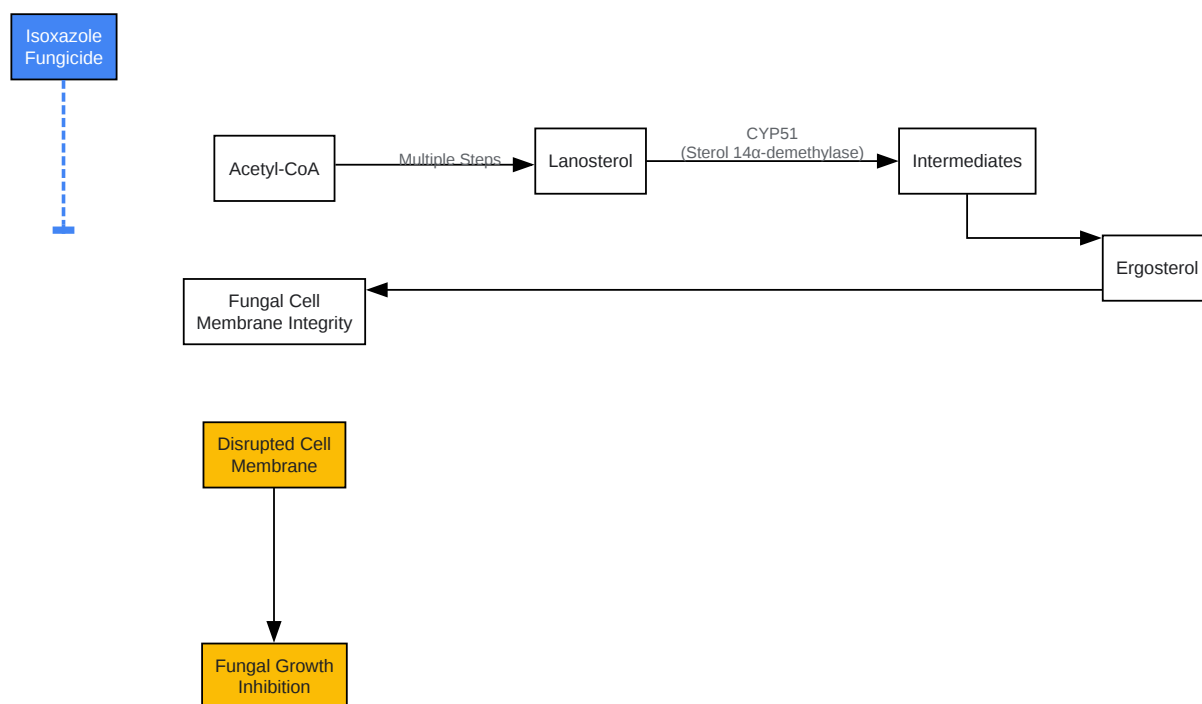 Isoxazole
Fungicide
Acetyl-CoA
Multiple Steps
Lanosterol
CYP51
(Sterol 14α-demethylase)
Intermediates
Ergosterol
Fungal Cell
Membrane Integrity
Disrupted Cell
Membrane
Fungal Growth
Inhibition